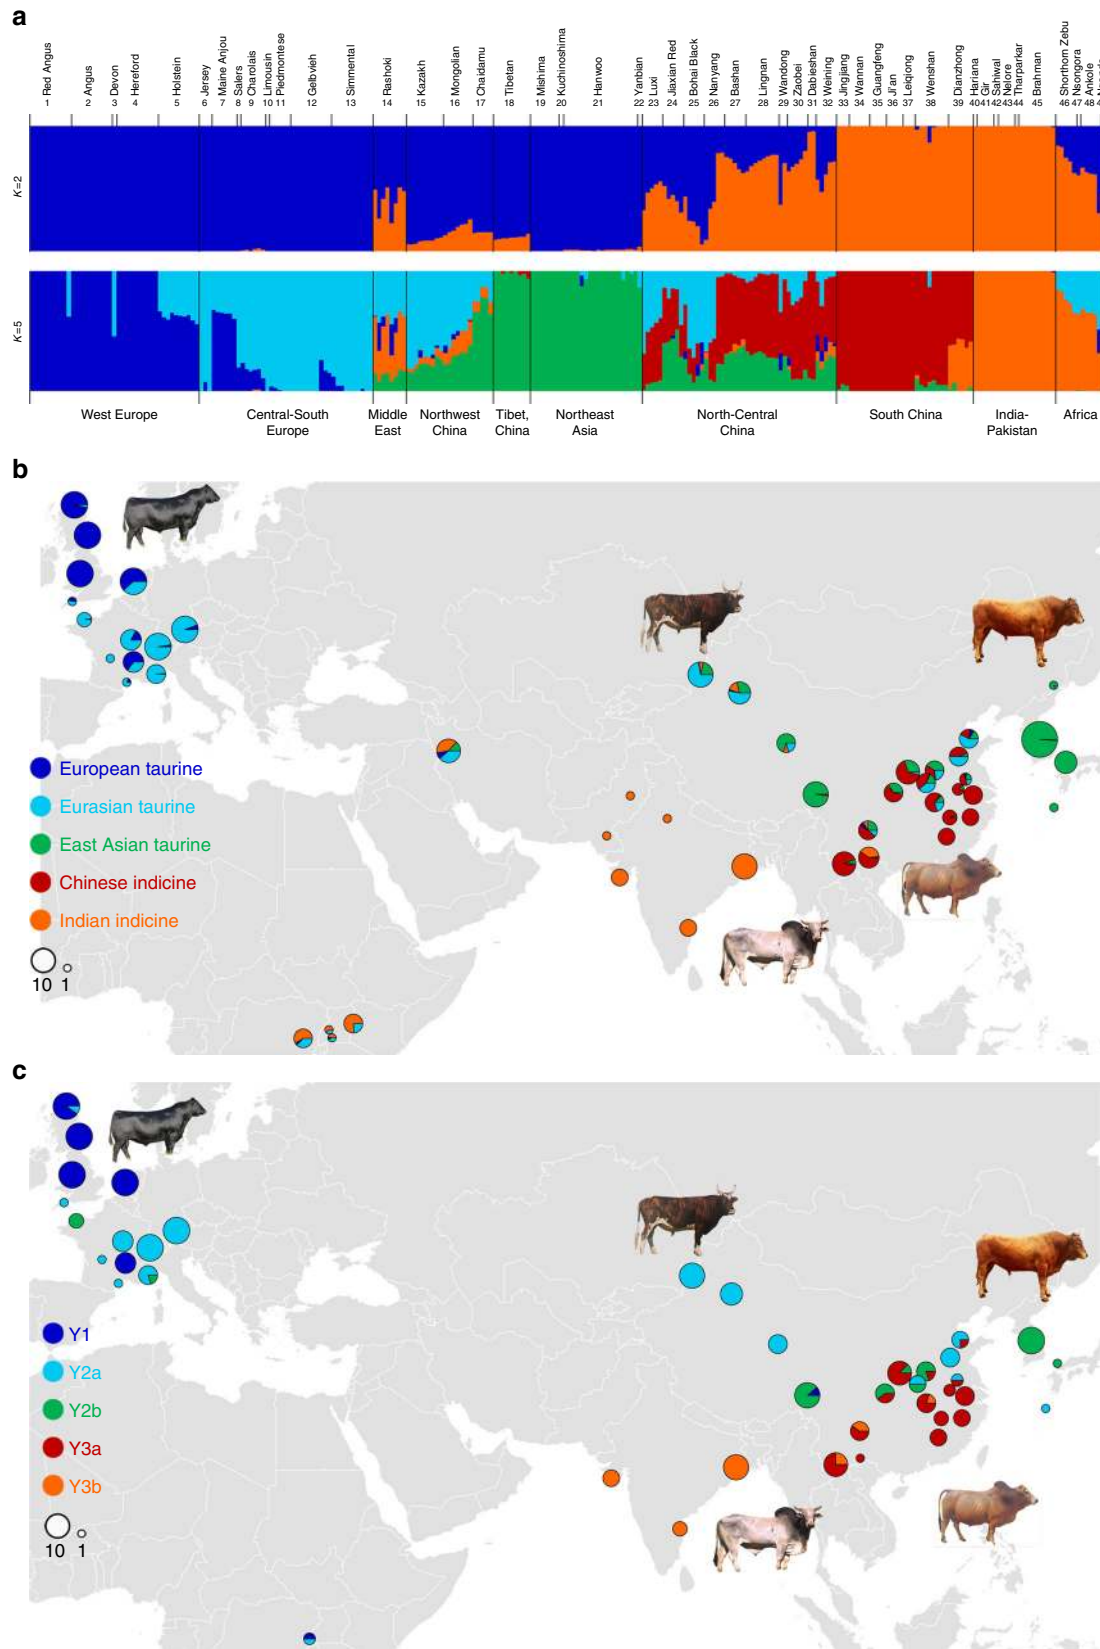 a
Red Angus
Angus
Devon
Hereford
Holstein
Jersey
Maine Anjou
Salers
Charolais
Limousin
Piedmontese
Gelbvieh
Simmental
Rashoki
Kazakh
Mongolian
Chaidamu
Tibetan
Mishima
Kuchinoshima
Hanwoo
Yanbian
Luxi
Jiaxian Red
Bohai Black
Nanyang
Bashan
Lingnan
Wandong
Zaobei
Dabieshan
Weining
Jingjiang
Wannan
Guangfeng
Ji'an
Leiqiong
Wenshan
Dianzhong
Hariana
Gir
Sahiwal
Nelore
Tharparkar
Brahman
Shorthorn Zebu
Nsongora
Ankole
1 2 3 4 5 6 7 8 9 10 11 12 13 14 15 16 17 18 19 20 21 22 23 24 25 26 27 28 29 30 31 32 33 34 35 36 37 38 39 40 41 42 43 44 45 46 47 48
K=2
K=5
West Europe
Central-South
Europe
Middle
East
Northwest
China
Tibet,
China
Northeast
Asia
North-Central
China
South China
India-
Pakistan
Africa
b
European taurine
Eurasian taurine
East Asian taurine
Chinese indicine
Indian indicine
10 1
c
Y1
Y2a
Y2b
Y3a
Y3b
10 1